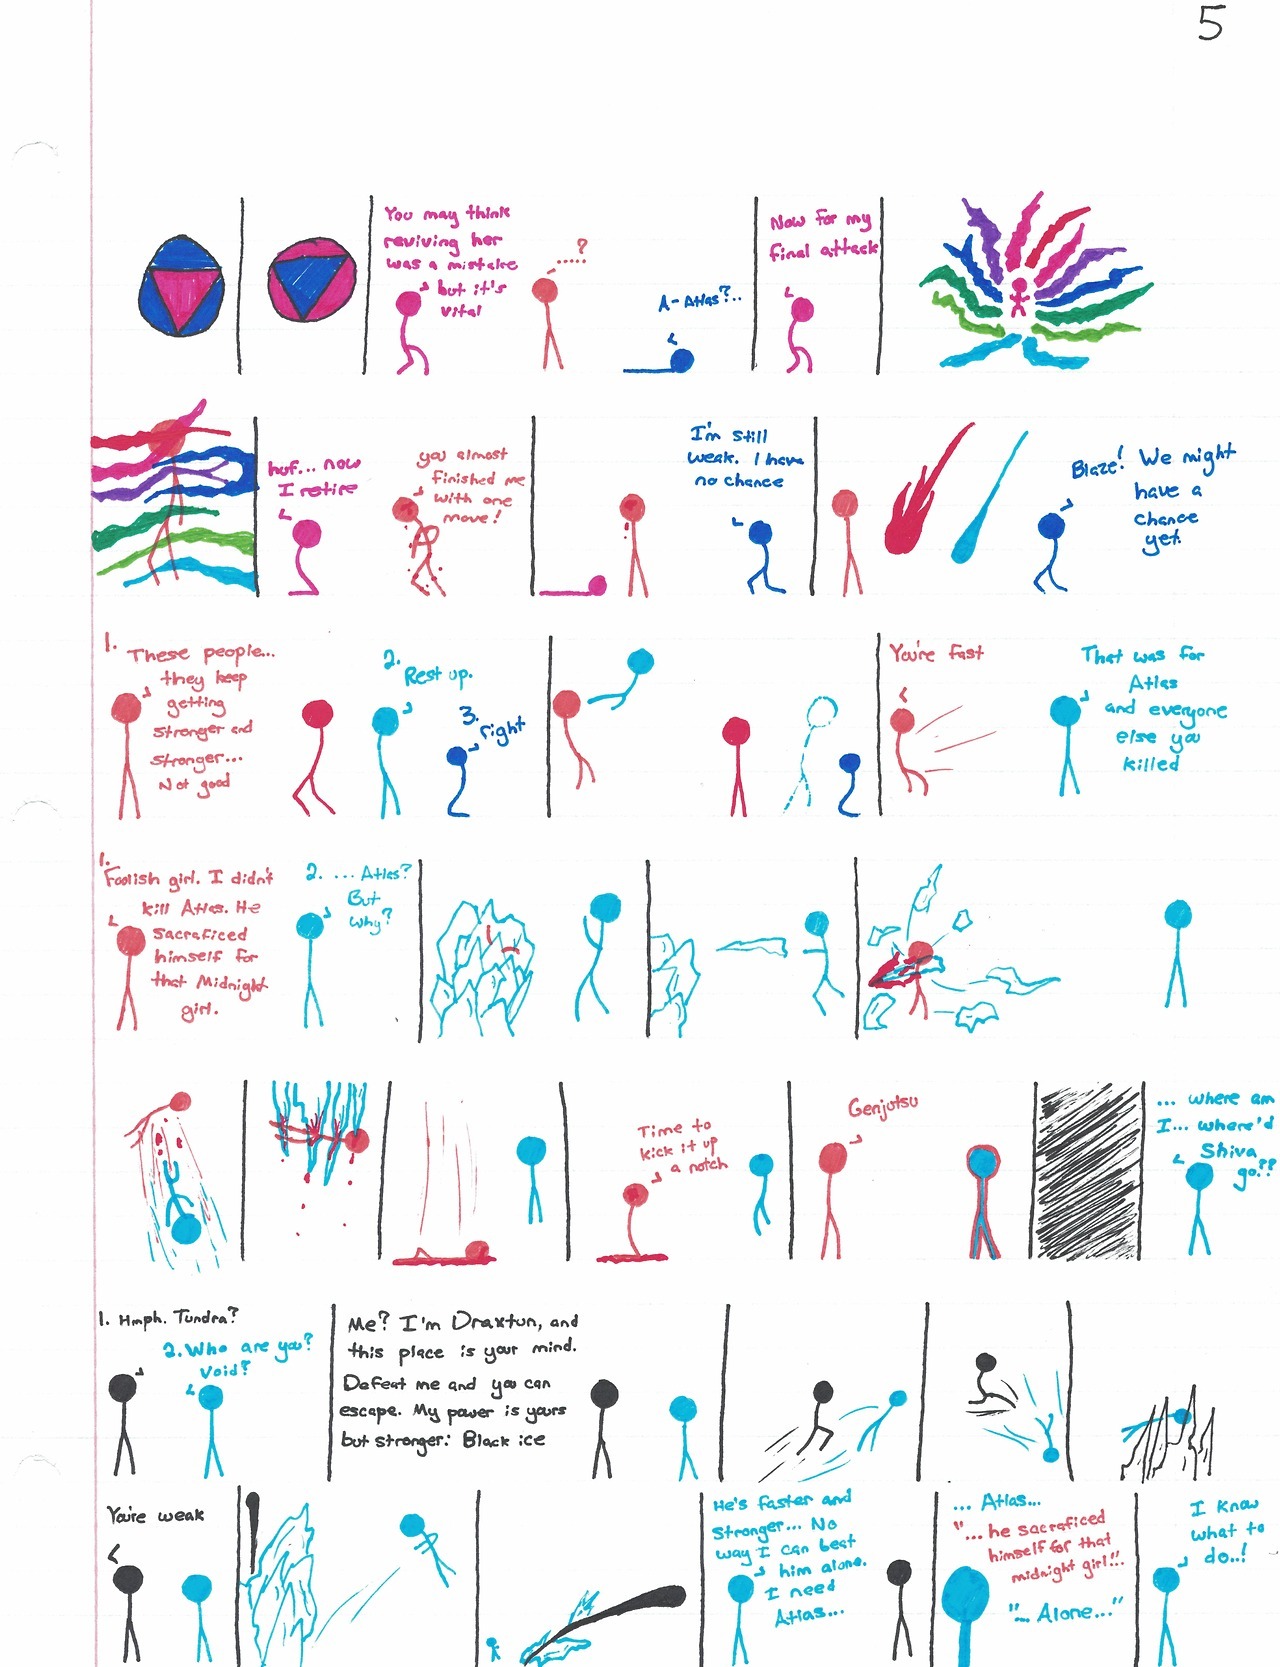 5
You may think
reviving her
was a mistake
but it's
vital
.....?
A-Atlas?..
Now for my
final attack
huf... now
I retire
you almost
finished me
with one
move!
I'm still
weak. I have
no chance
Blaze! We might
have a
chance
yet.
1. These people...
they keep
getting
stronger and
stronger...
Not good
2. Rest up.
3. right
You're fast
That was for
Atlas
and everyone
else you
killed
1. Foolish girl. I didn't
kill Atlas. He
sacraficed
himself for
that Midnight
girl.
2. ... Atlas?
But
why?
Time to
kick it up
a notch
Genjutsu
... where am
I... where'd
Shiva
go??
1. Hmph. Tundra?
2. Who are you?
Void?
Me? I'm Draxtun, and
this place is your mind.
Defeat me and you can
escape. My power is yours
but stronger: Black ice
You're weak
He's faster and
Stronger... No
way I can beat
him alone.
I need
Atlas...
... Atlas...
"... he sacraficed
himself for that
midnight girl!!.
"... Alone..."
I know
what to
do..!